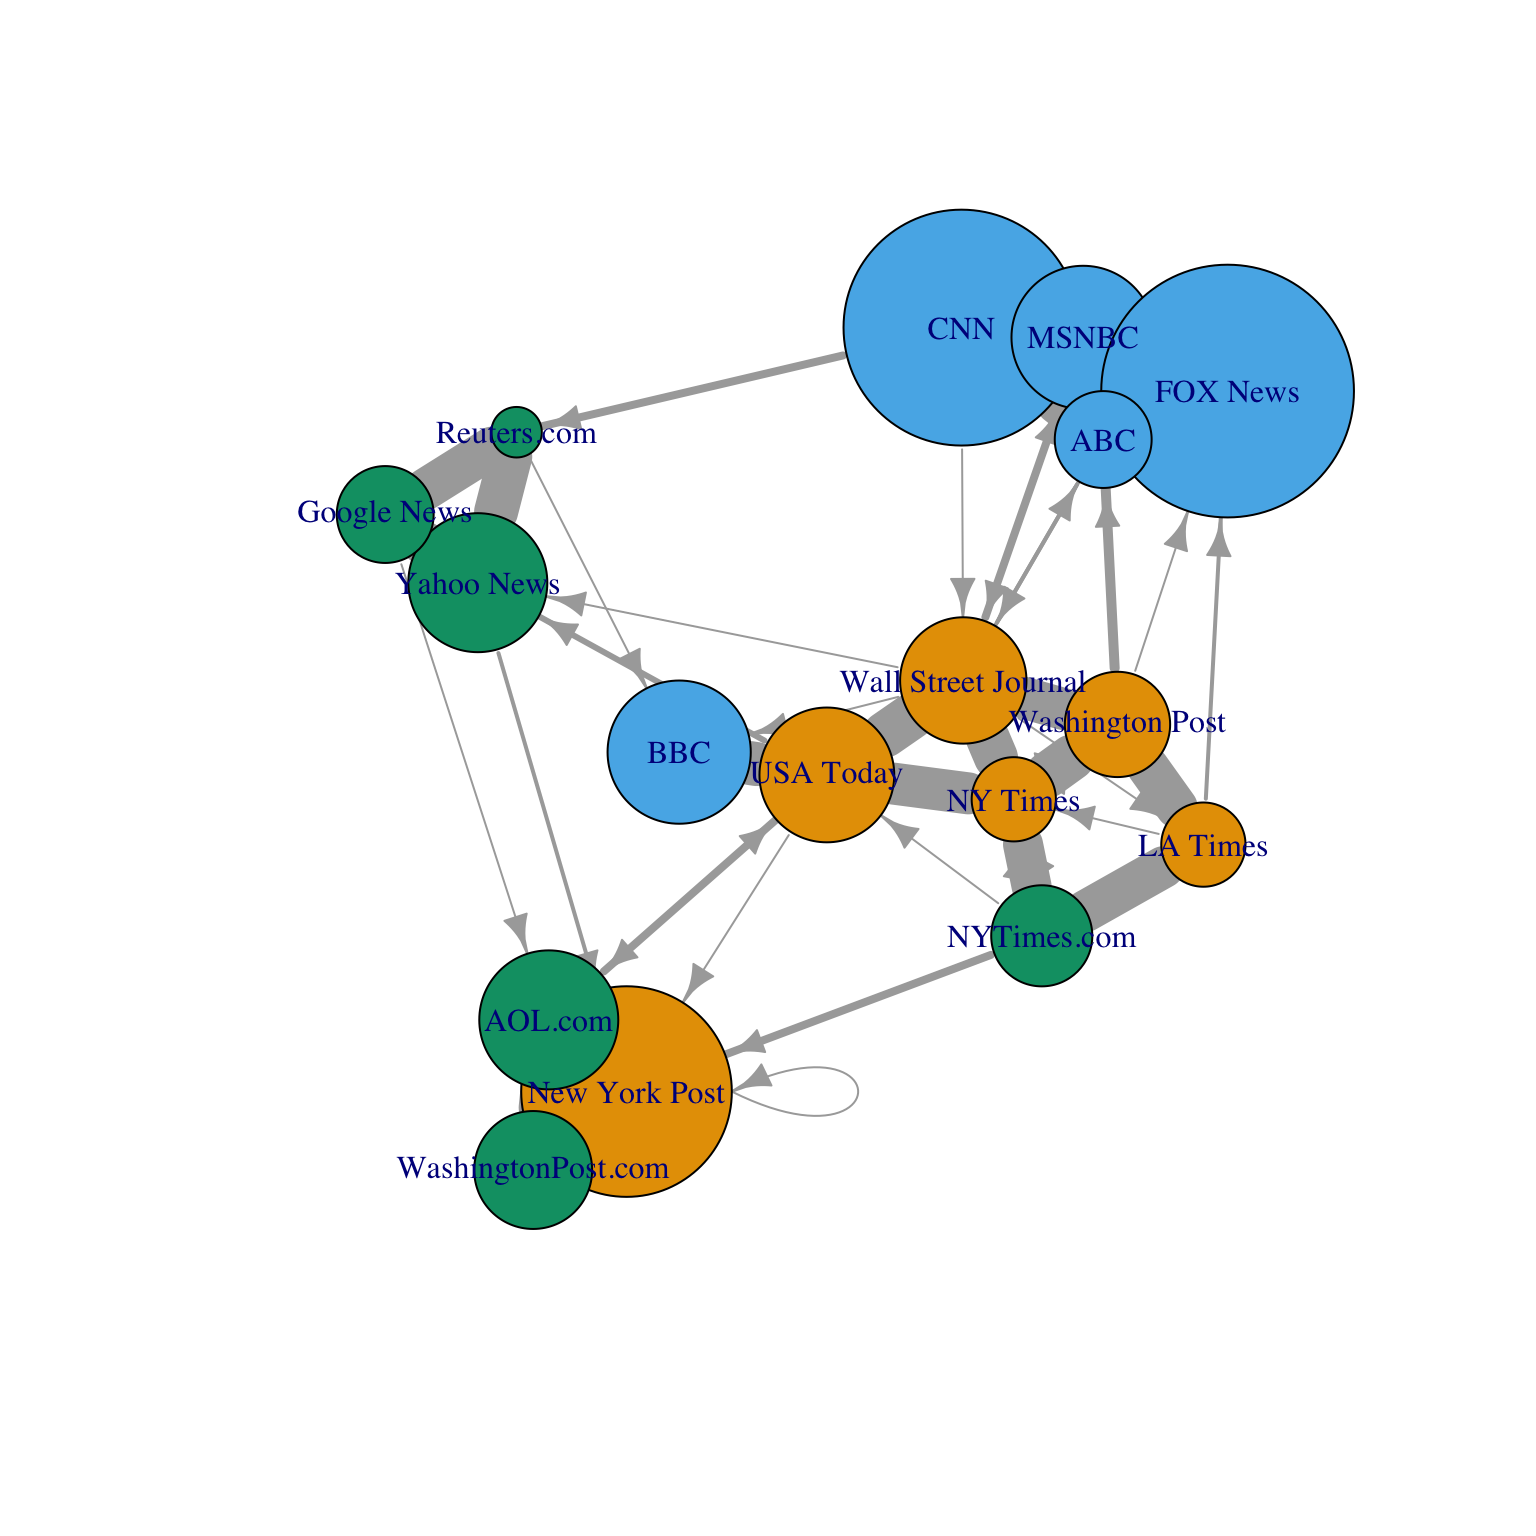 CNN
MSNBC
FOX News
ABC
Reuters.com
Google News
Yahoo News
Wall Street Journal
Washington Post
BBC
USA Today
NY Times
LA Times
NYTimes.com
AOL.com
New York Post
WashingtonPost.com